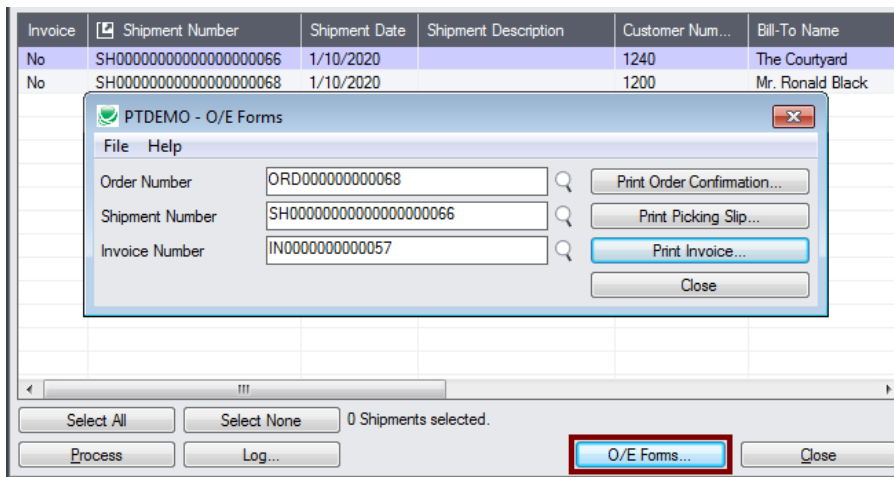 Invoice Shipment Number Shipment Date Shipment Description Customer Num... Bill-To Name
No SH00000000000000000066 1/10/2020 1240 The Courtyard
No SH00000000000000000068 1/10/2020 1200 Mr. Ronald Black
PTDEMO - O/E Forms
File Help
Order Number ORD000000000068 Print Order Confirmation...
Shipment Number SH00000000000000000066 Print Picking Slip...
Invoice Number IN0000000000057 Print Invoice...
Close
Select All Select None 0 Shipments selected.
Process Log... O/E Forms... Close